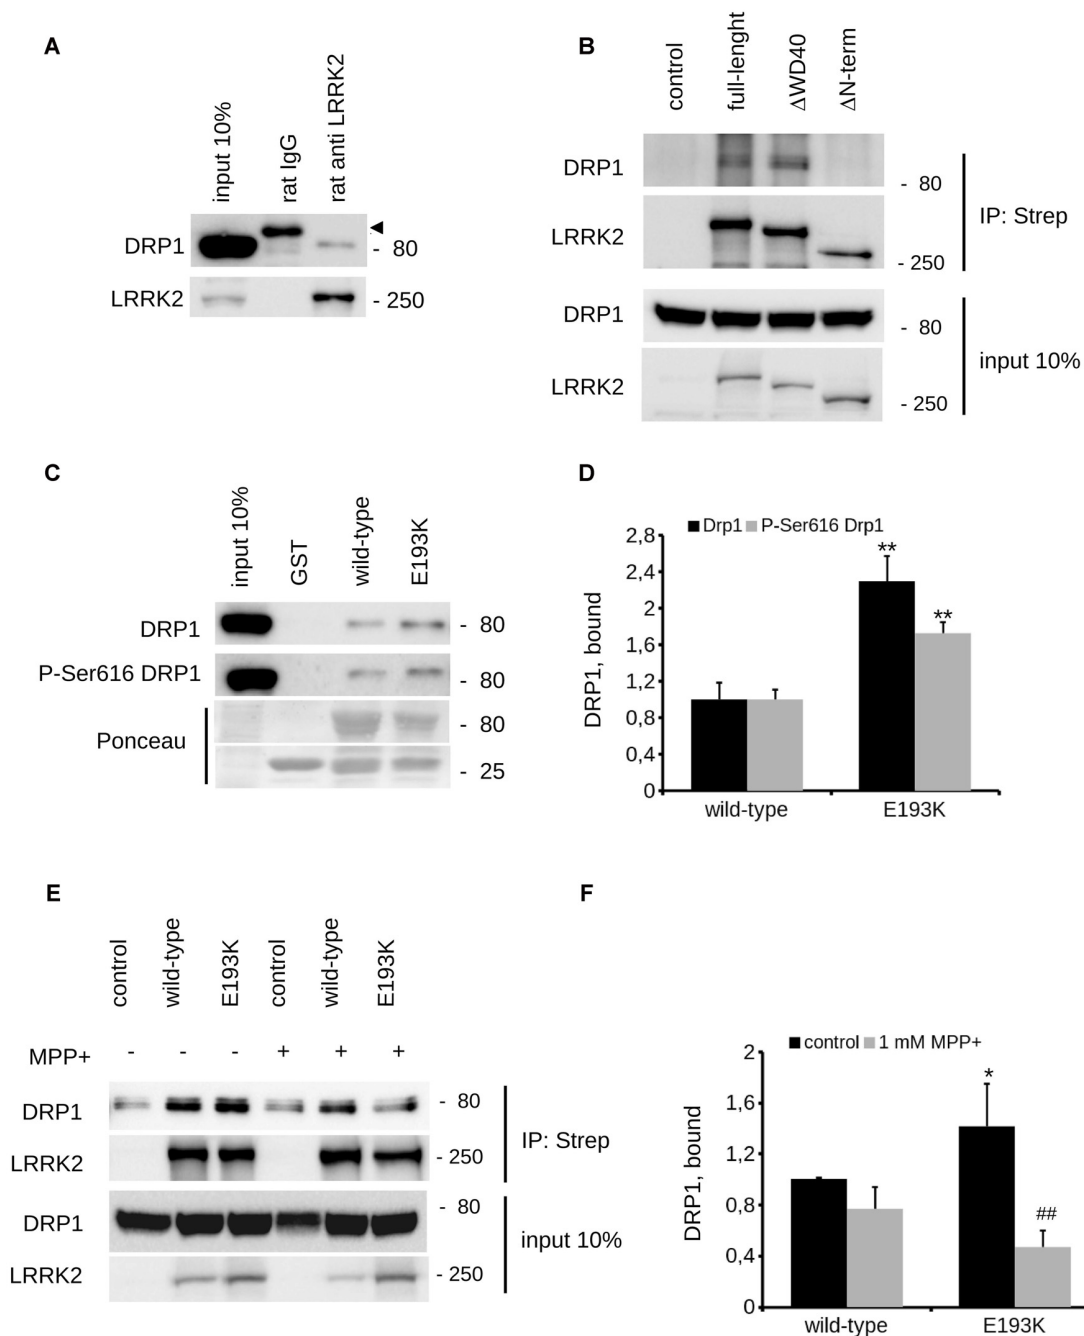 A
input 10%
rat IgG
rat anti LRRK2
DRP1
- 80
LRRK2
- 250
B
control
full-lenght
ΔWD40
ΔN-term
DRP1
- 80
LRRK2
- 250
IP: Strep
DRP1
- 80
LRRK2
- 250
input 10%
C
input 10%
GST
wild-type
E193K
DRP1
- 80
P-Ser616 DRP1
- 80
Ponceau
- 80
- 25
D
Drp1 P-Ser616 Drp1
DRP1, bound
2,8
2,4
2
1,6
1,2
0,8
0,4
0
**
**
wild-type
E193K
E
control
wild-type
E193K
control
wild-type
E193K
MPP+ - - - + + +
DRP1
- 80
LRRK2
- 250
IP: Strep
DRP1
- 80
LRRK2
- 250
input 10%
F
control 1 mM MPP+
DRP1, bound
2
1,6
1,2
0,8
0,4
0
*
##
wild-type
E193K